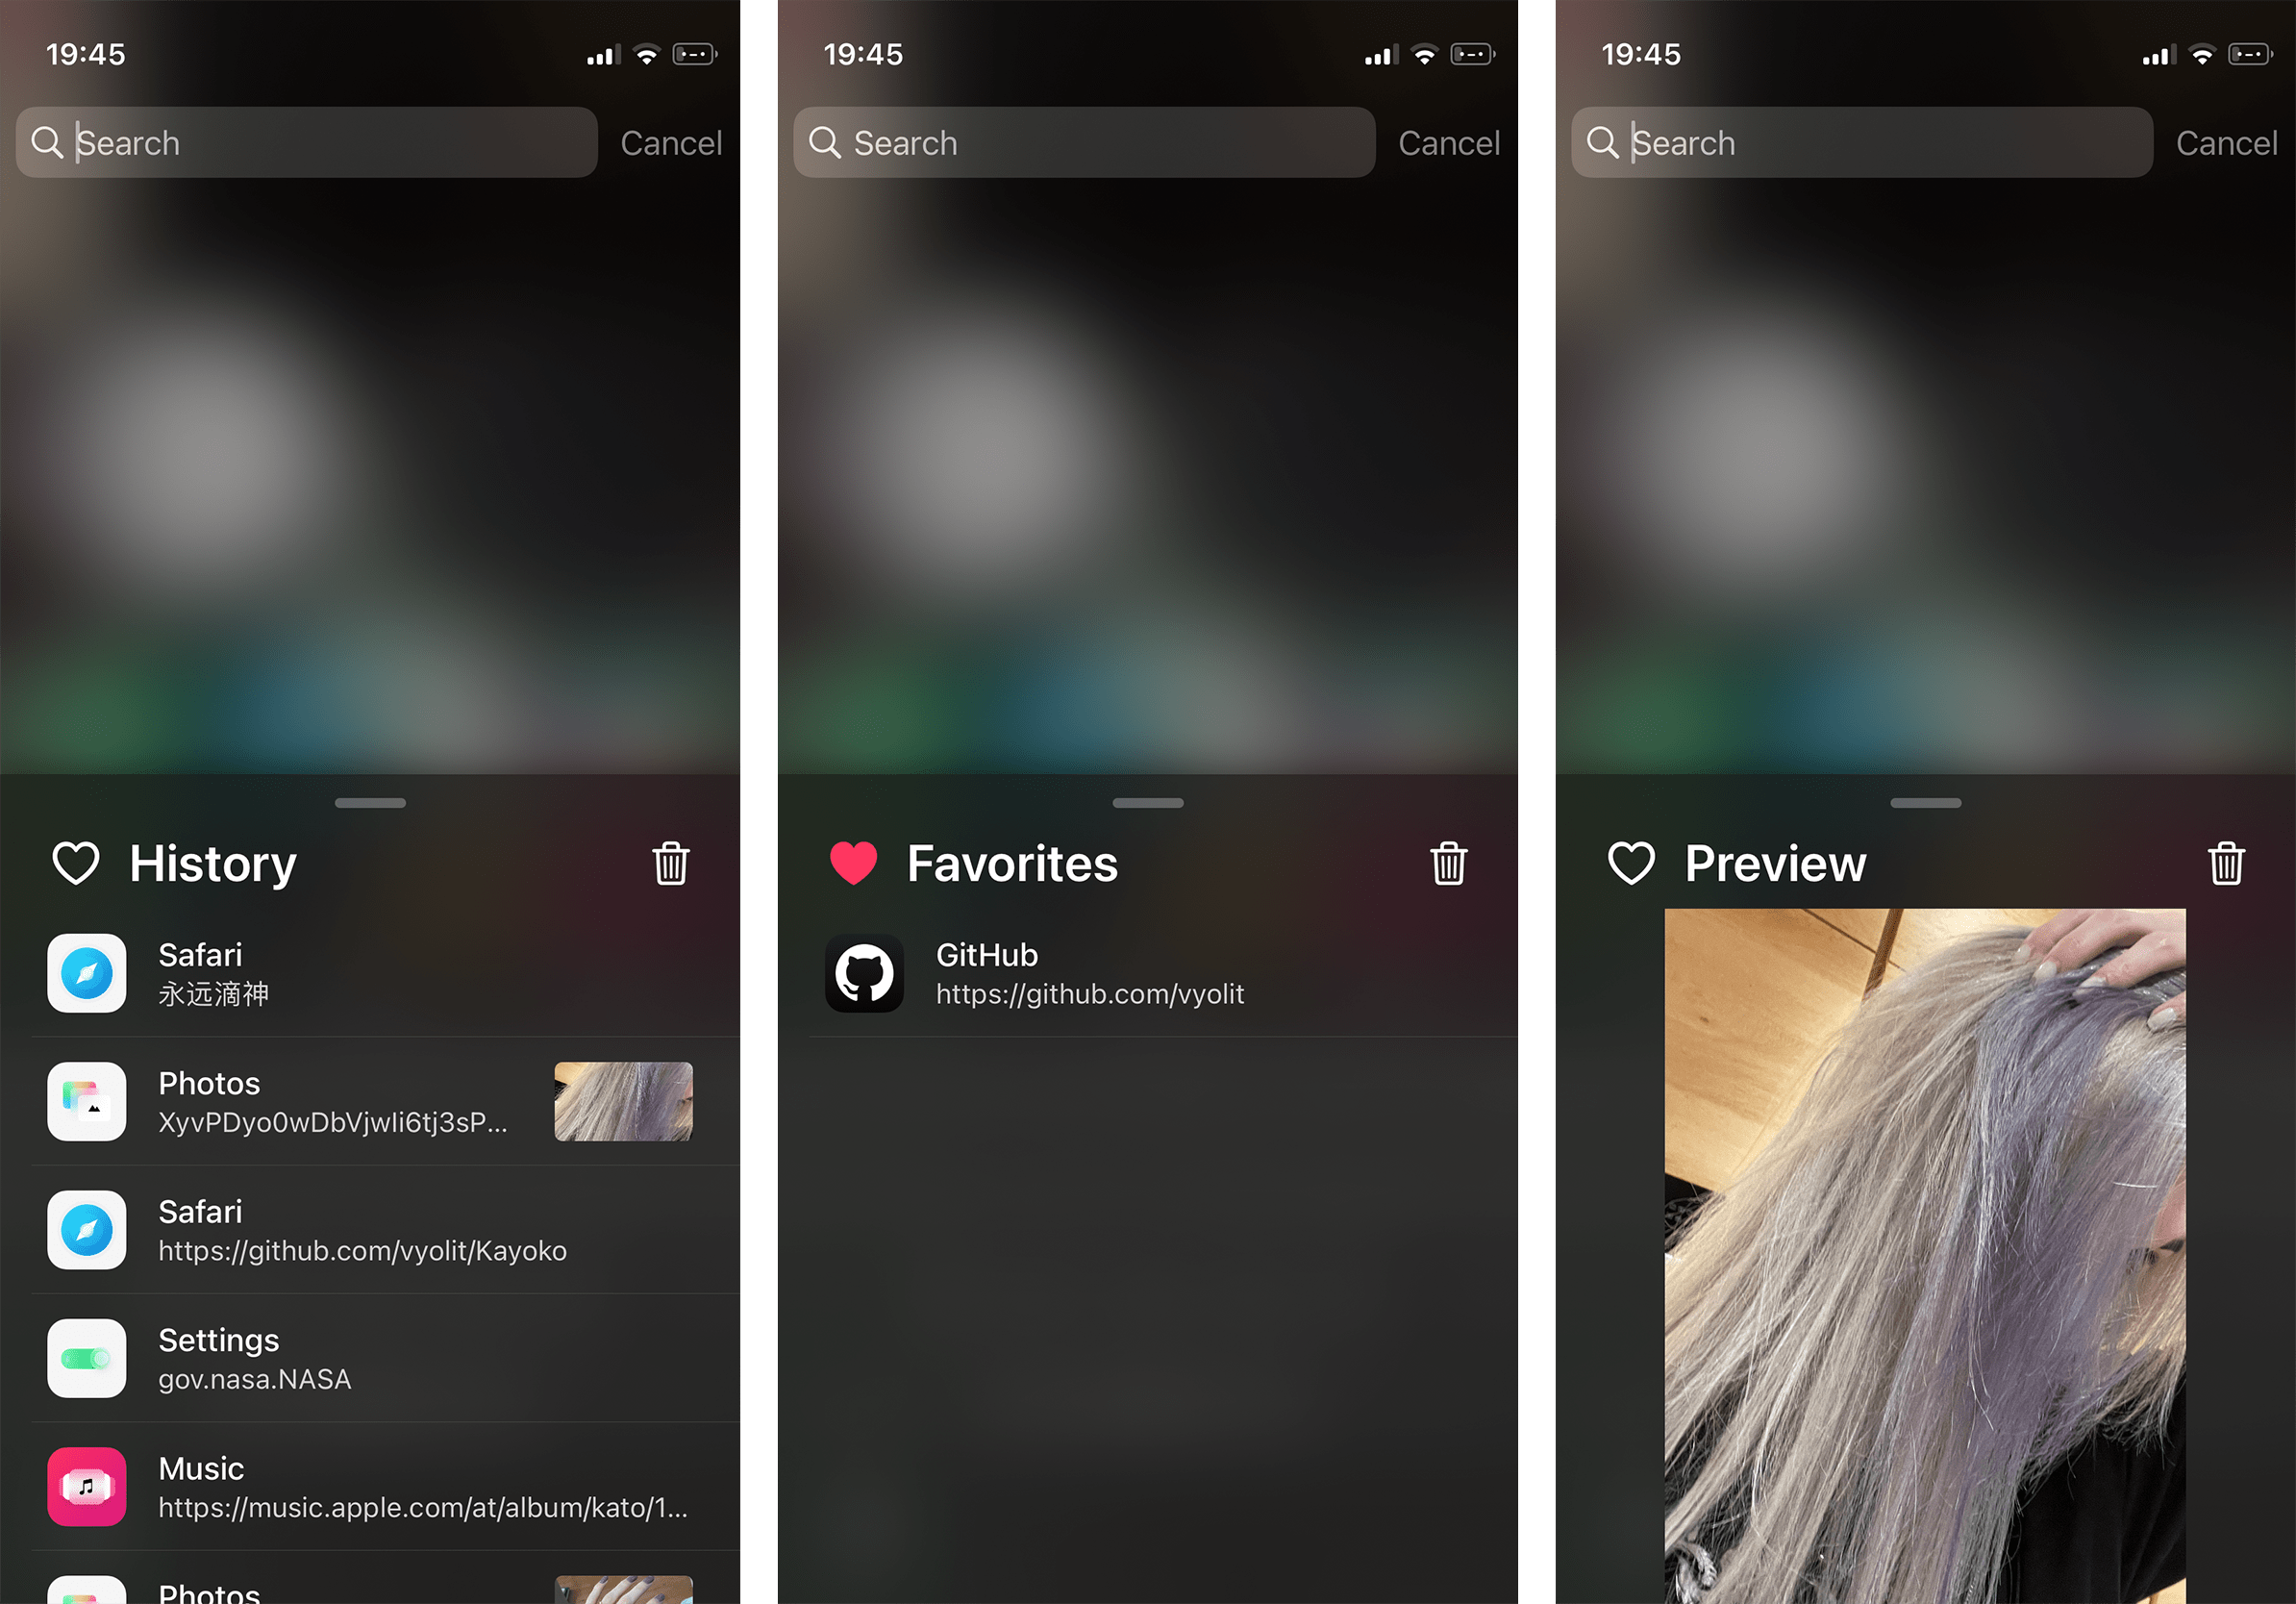 19:45
Search
Cancel
History
Safari
永远滴神
Photos
XyvPDyo0wDbVjwIi6tj3sP...
Safari
https://github.com/vyolit/Kayoko
Settings
gov.nasa.NASA
Music
https://music.apple.com/at/album/kato/1...
Photos
19:45
Search
Cancel
Favorites
GitHub
https://github.com/vyolit
19:45
Search
Cancel
Preview